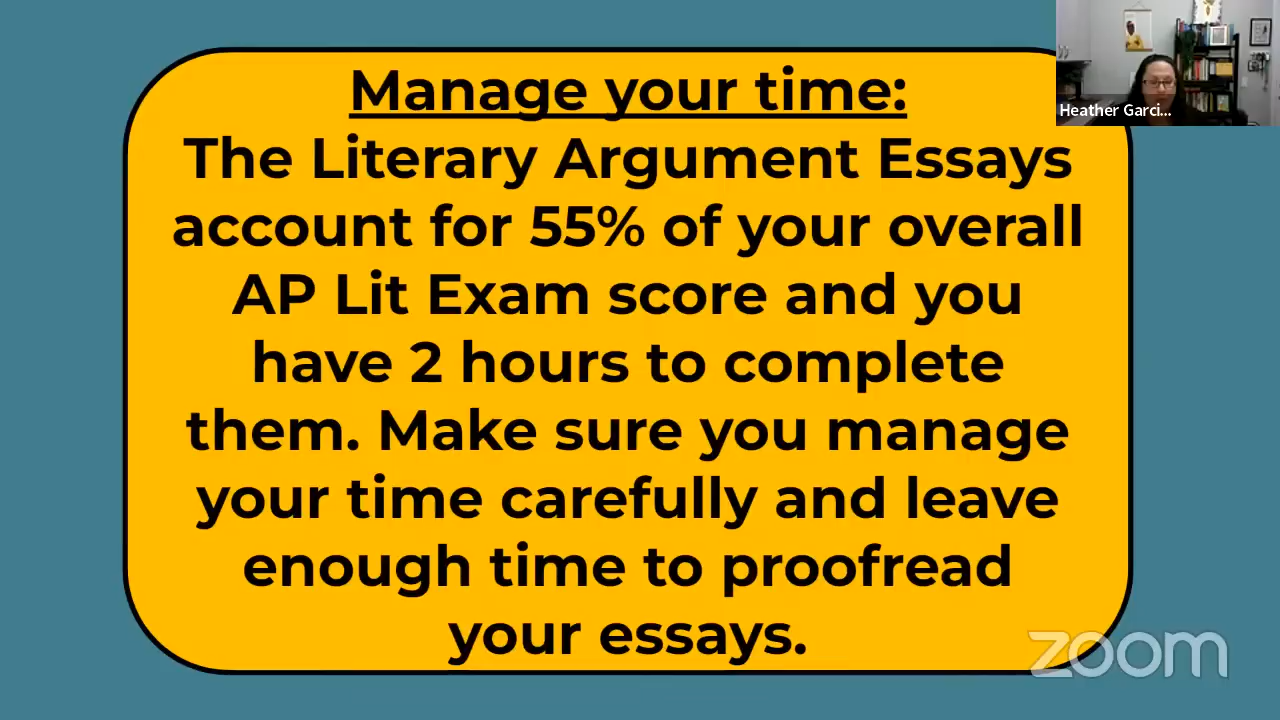 Manage your time:
The Literary Argument Essays
account for 55% of your overall
AP Lit Exam score and you
have 2 hours to complete
them. Make sure you manage
your time carefully and leave
enough time to proofread
your essays.
Heather Garci...
zoom